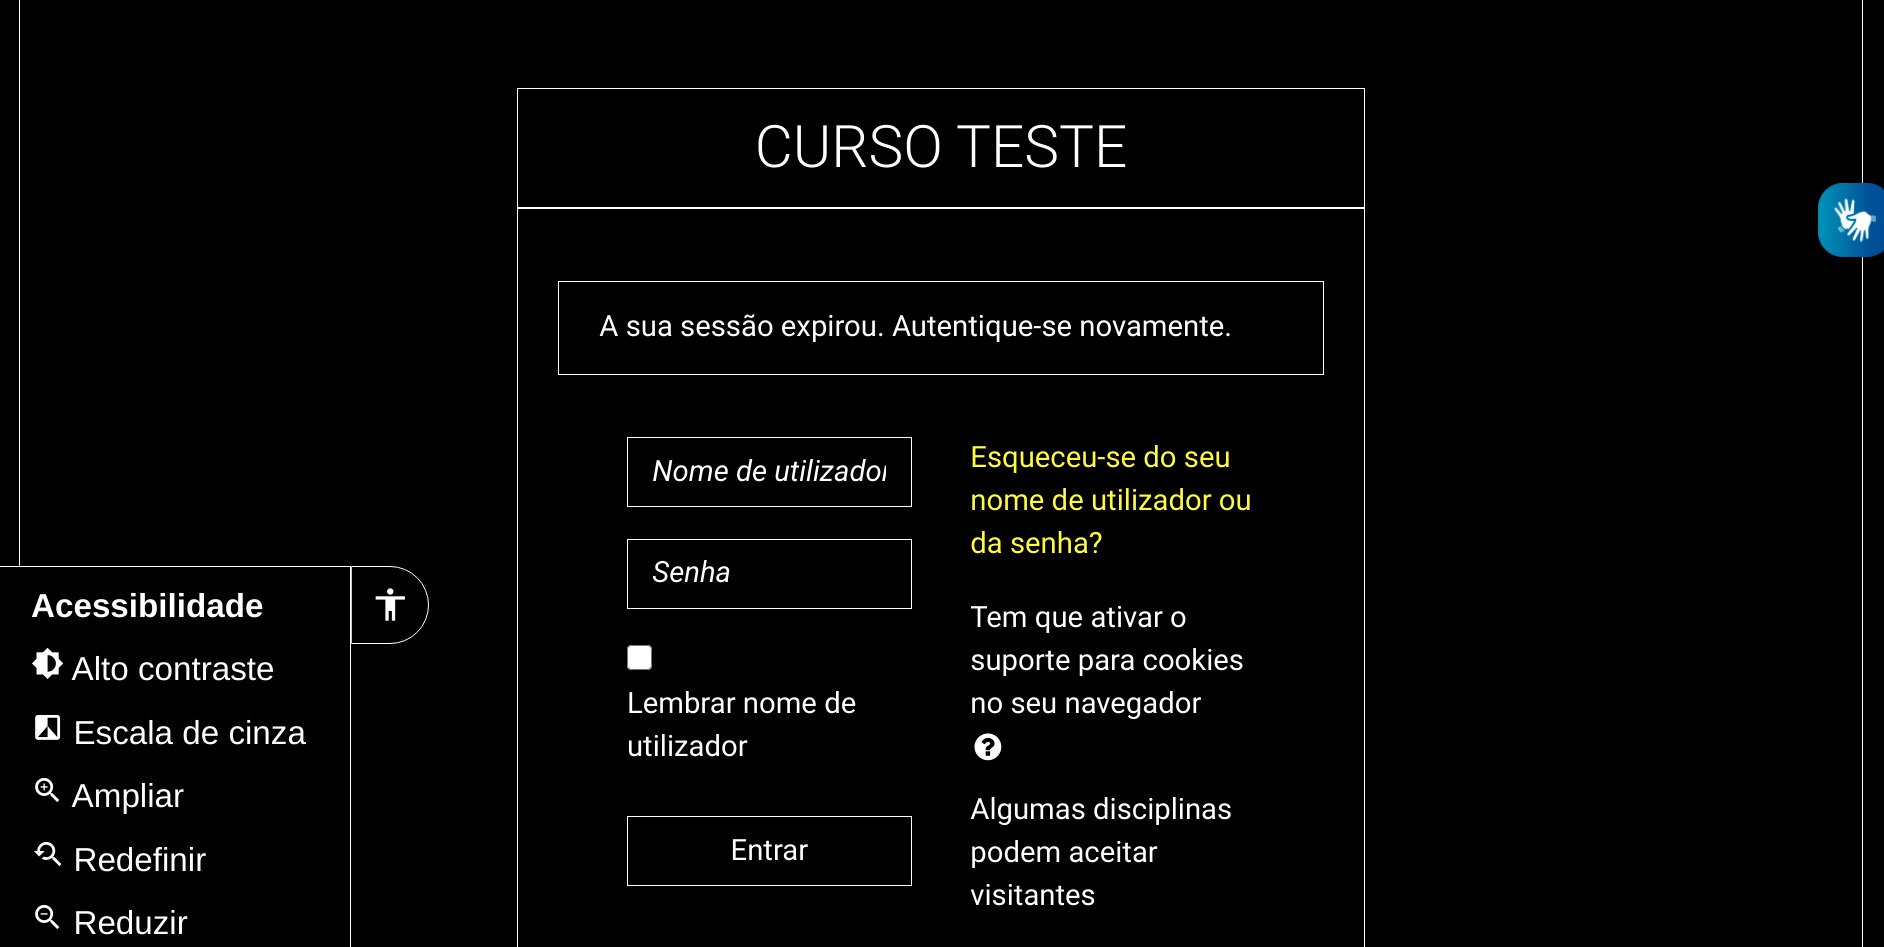 CURSO TESTE
A sua sessão expirou. Autentique-se novamente.
Nome de utilizador
Senha
Lembrar nome de
utilizador
Entrar
Esqueceu-se do seu
nome de utilizador ou
da senha?
Tem que ativar o
suporte para cookies
no seu navegador
Algumas disciplinas
podem aceitar
visitantes
Acessibilidade
Alto contraste
Escala de cinza
Ampliar
Redefinir
Reduzir